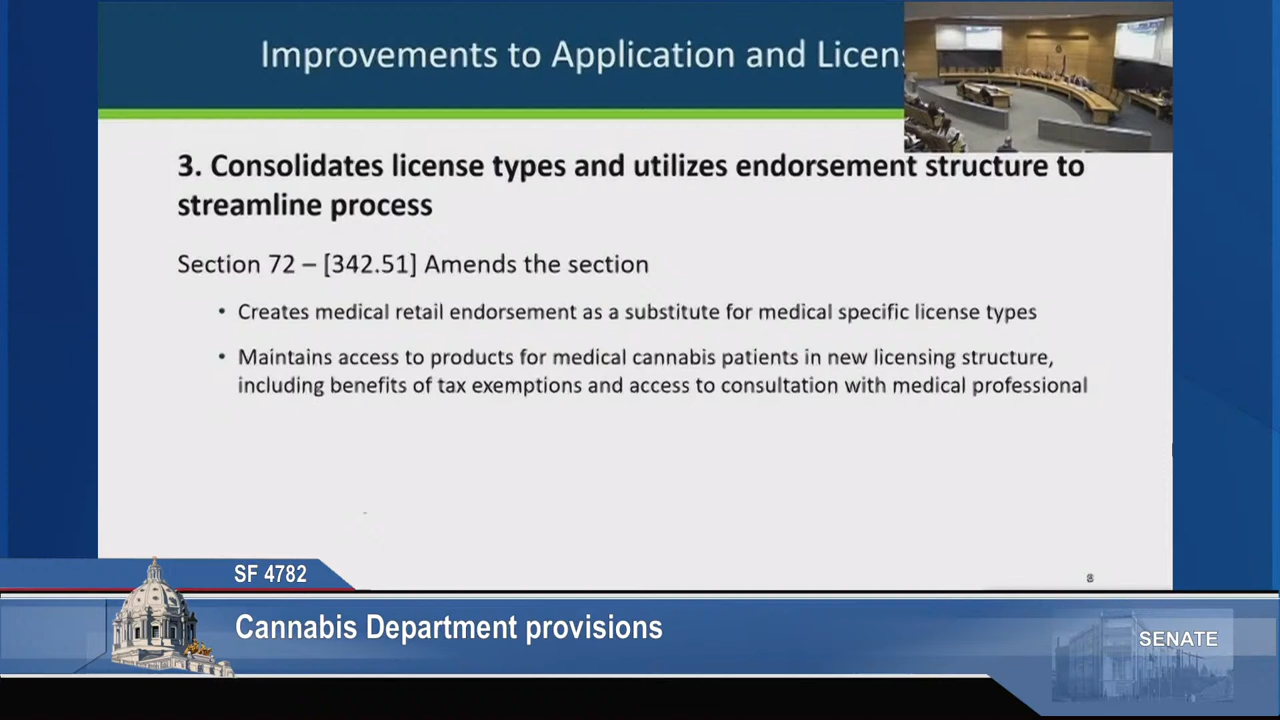 Improvements to Application and Licens
3. Consolidates license types and utilizes endorsement structure to
streamline process
Section 72 – [342.51] Amends the section
• Creates medical retail endorsement as a substitute for medical specific license types
• Maintains access to products for medical cannabis patients in new licensing structure,
including benefits of tax exemptions and access to consultation with medical professional
SF 4782
Cannabis Department provisions
SENATE